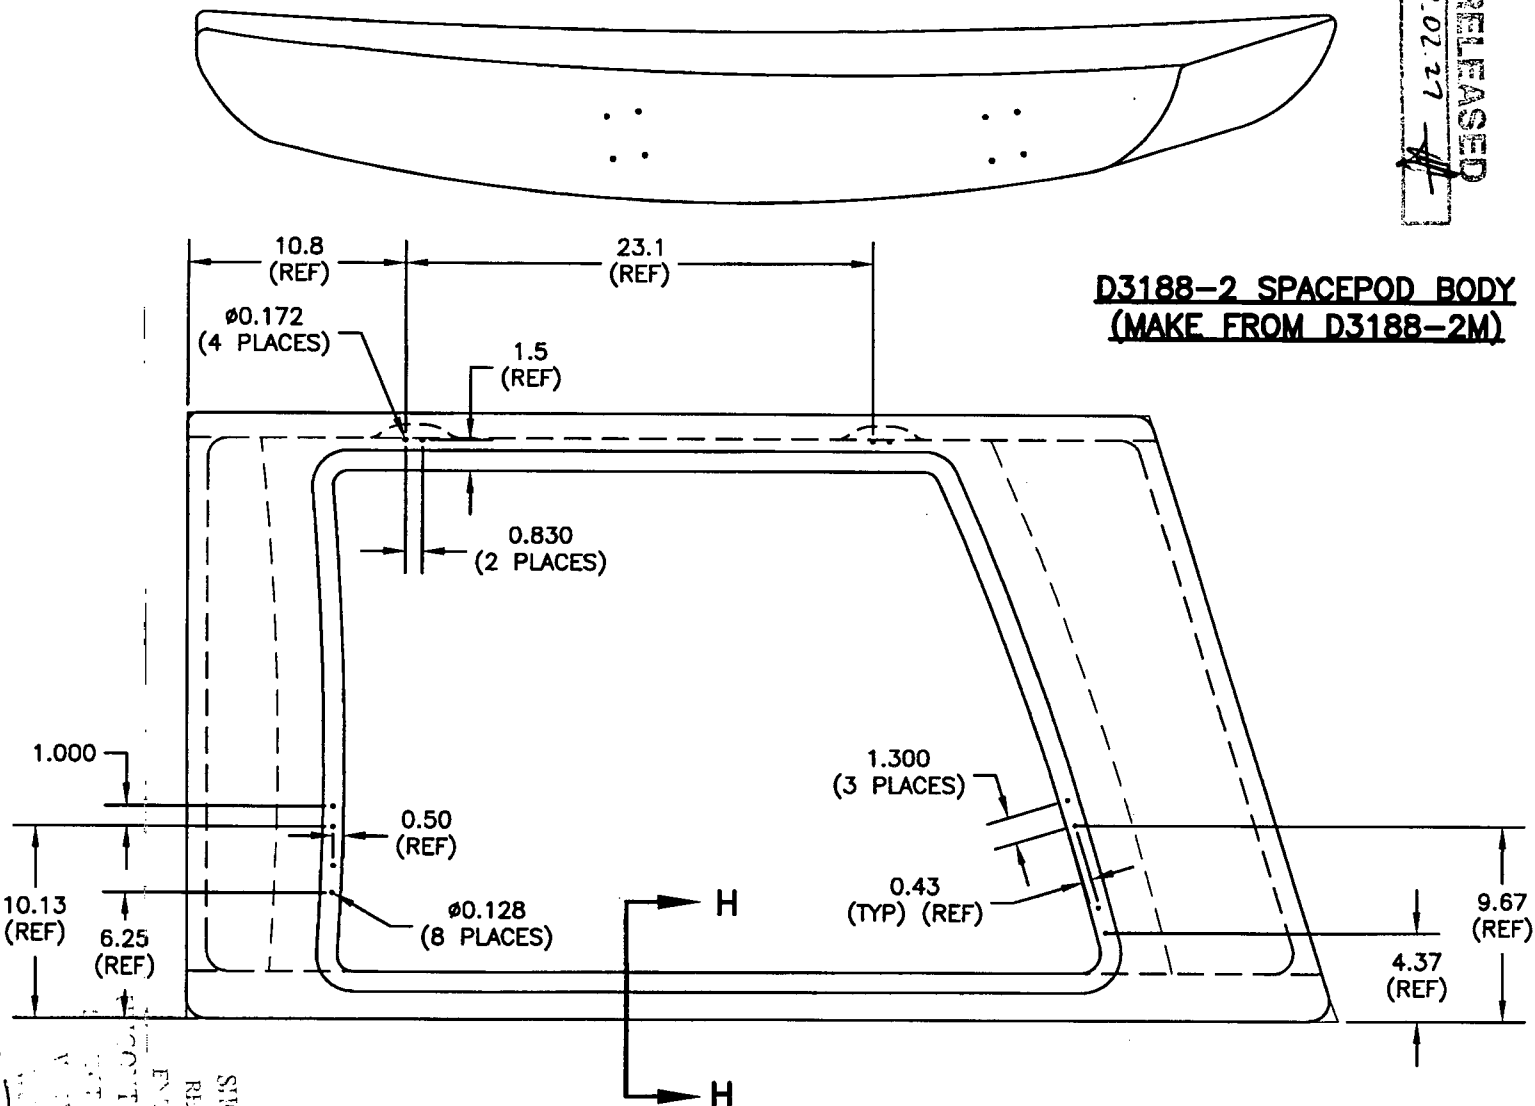 RELEASED
.02.27
10.8
(REF)
23.1
(REF)
D3188-2 SPACEPOD BODY
(MAKE FROM D3188-2M)
ø0.172
(4 PLACES)
1.5
(REF)
0.830
(2 PLACES)
1.000
1.300
(3 PLACES)
0.50
(REF)
10.13
(REF)
6.25
(REF)
ø0.128
(8 PLACES)
H
0.43
(TYP) (REF)
9.67
(REF)
4.37
(REF)
H